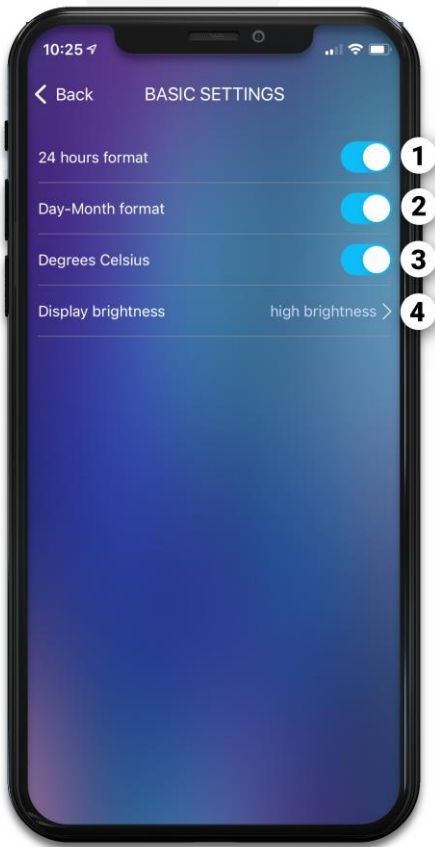 10:25
Back BASIC SETTINGS
24 hours format 1
Day-Month format 2
Degrees Celsius 3
Display brightness high brightness 4